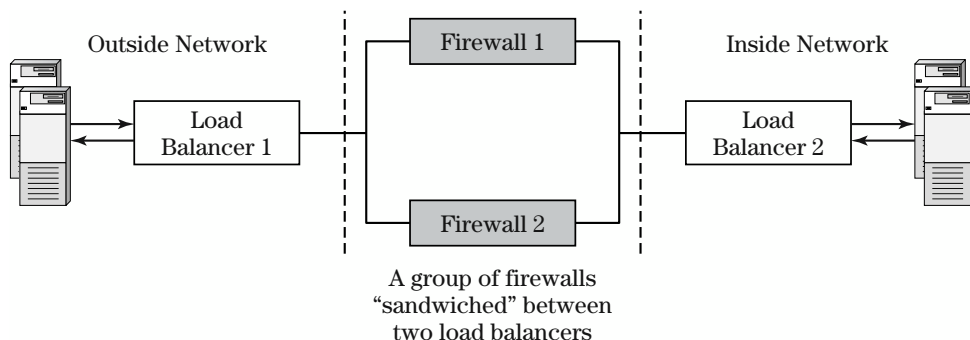 Outside Network
Firewall 1
Inside Network
Load
Balancer 1
Load
Balancer 2
Firewall 2
A group of firewalls
“sandwiched” between
two load balancers